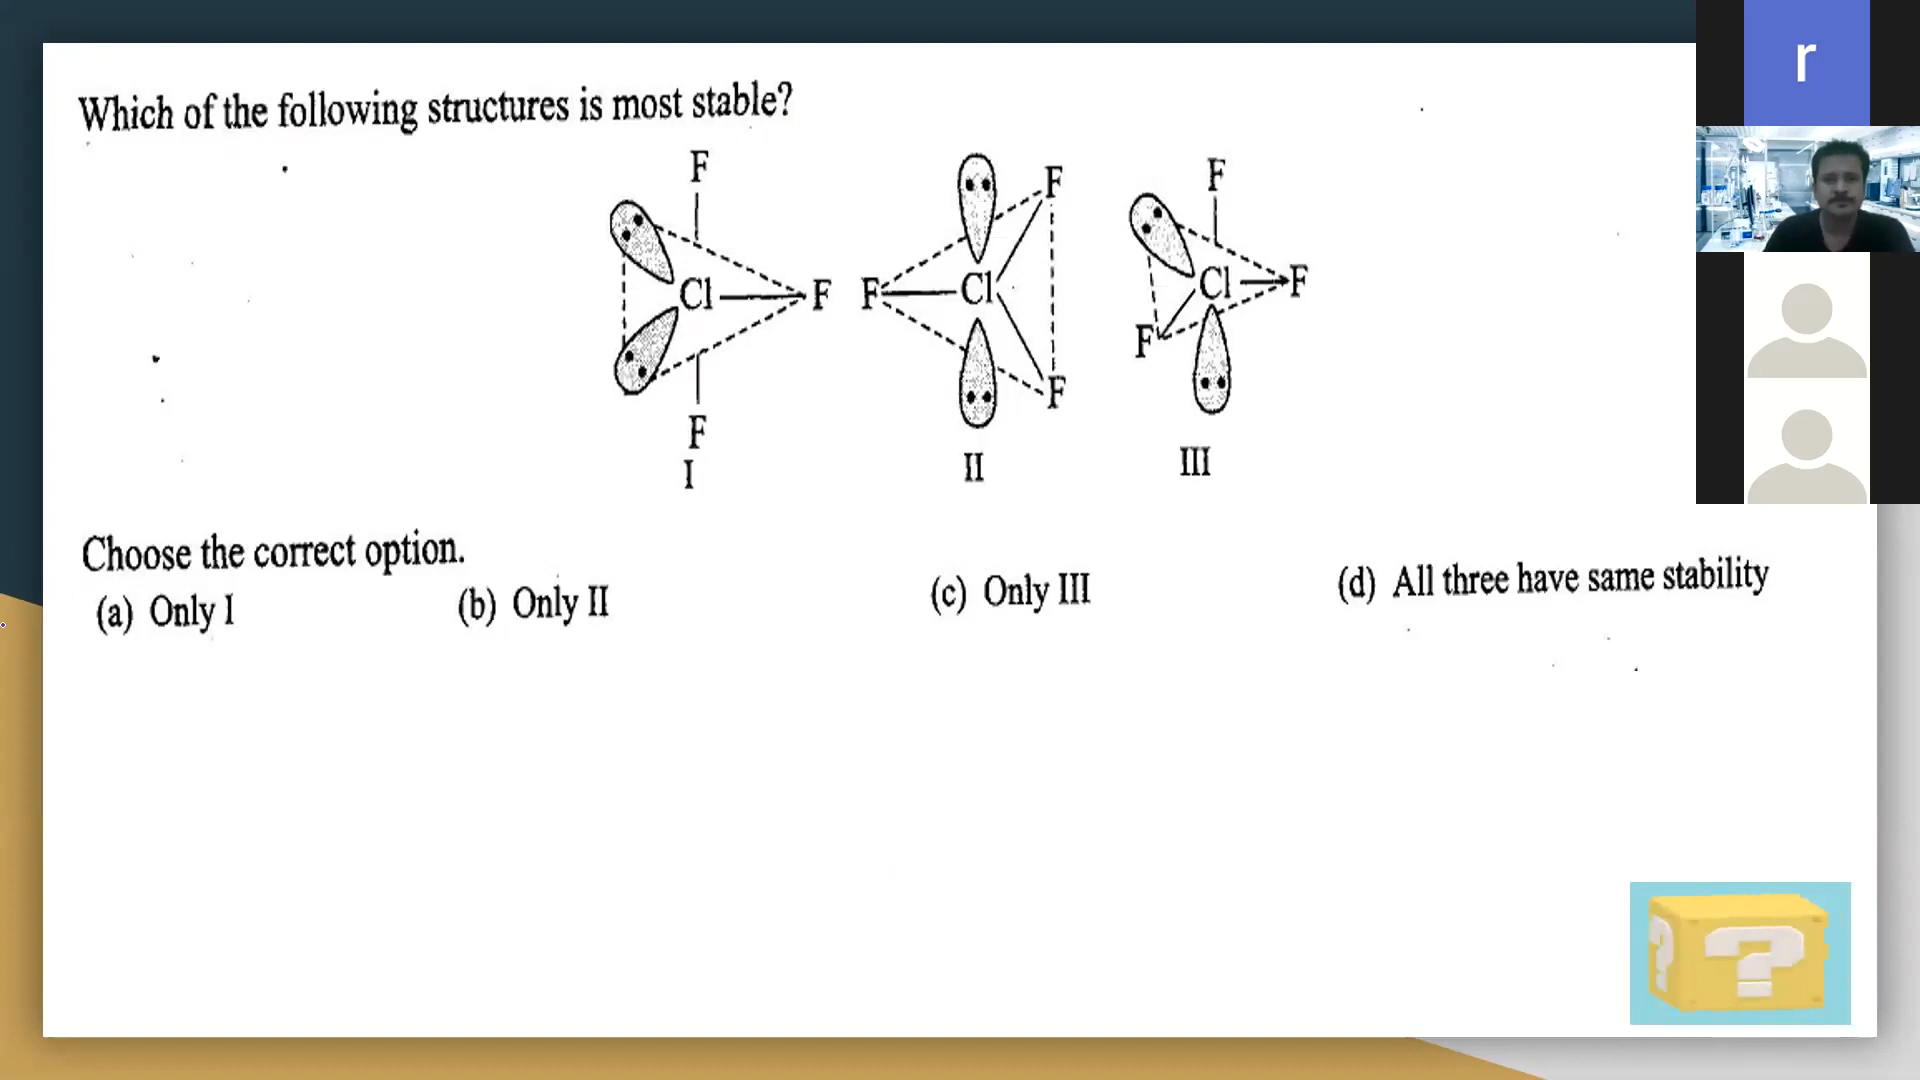 Which of the following structures is most stable?
F
Cl
F
F
I
F
Cl
F
F
II
F
Cl
F
F
III
Choose the correct option.
(a) Only I
(b) Only II
(c) Only III
(d) All three have same stability
r
? ?